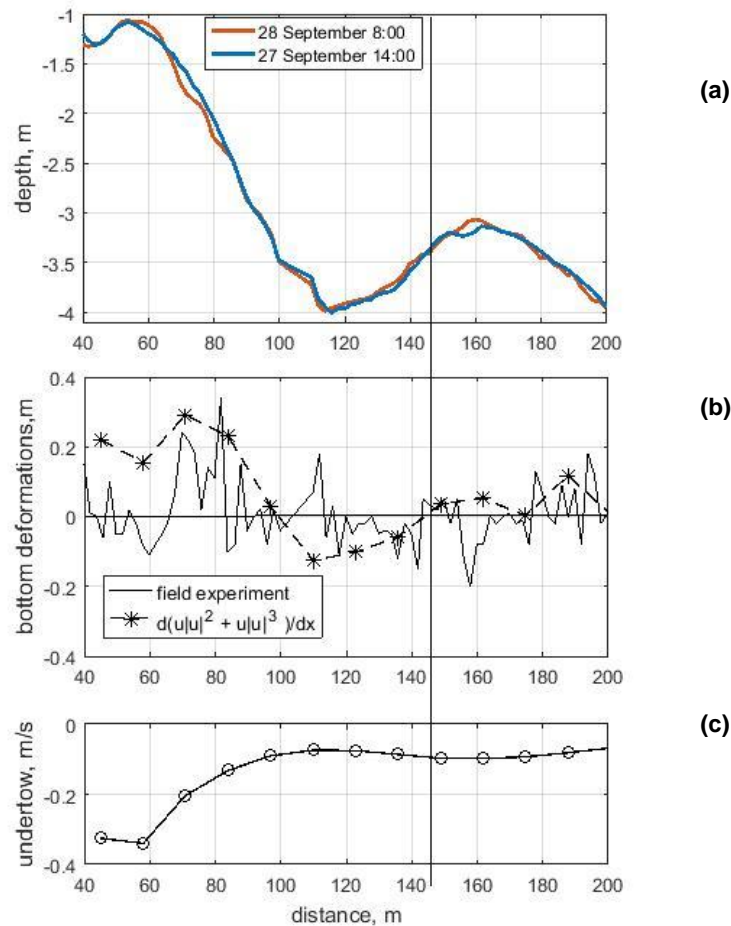 -1
-1.5
-2
-2.5
-3
-3.5
-4
depth, m
28 September 8:00
27 September 14:00
(a)
40 60 80 100 120 140 160 180 200
0.4
0.2
0
-0.2
-0.4
bottom deformations,m
field experiment
d(u|u|² + u|u|³ )/dx
(b)
40 60 80 100 120 140 160 180 200
0
-0.2
-0.4
undertow, m/s
(c)
40 60 80 100 120 140 160 180 200
distance, m